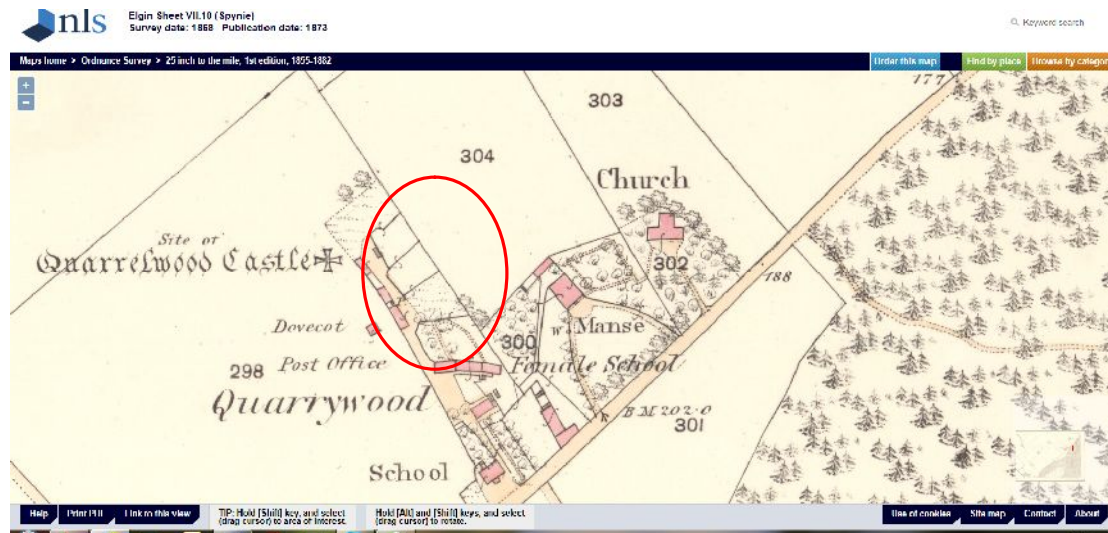 nls
Elgin Sheet VII.10 (Spynie)
Survey date: 1868 Publication date: 1873
Keyword search
Maps home > Ordnance Survey > 25 inch to the mile, 1st edition, 1855-1882
Order this map
Find by place
Browse by categor
+
-
177
303
304
Church
Site of
Quarrelwood Castle
302
188
Dovecot
W. Manse
300
298
Post Office
Female School
Quarrywood
B.M 202.0
301
School
Help
Print PDF
Link to this view
TIP: Hold [Shift] key, and select
(drag cursor) to area of interest.
Hold [Alt] and [Shift] keys, and select
(drag cursor) to rotate.
Use of cookies
Site map
Contact
About